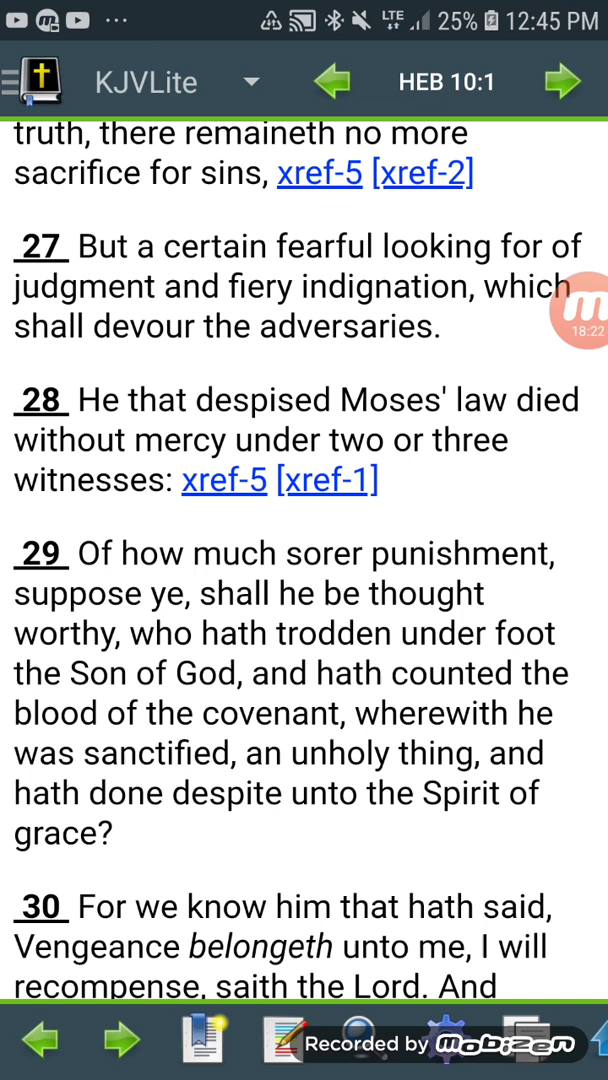 LTE 25% 12:45 PM
KJVLite HEB 10:1
truth, there remaineth no more
sacrifice for sins, xref-5 [xref-2]
27 But a certain fearful looking for of
judgment and fiery indignation, which
shall devour the adversaries.
m
18:22
28 He that despised Moses' law died
without mercy under two or three
witnesses: xref-5 [xref-1]
29 Of how much sorer punishment,
suppose ye, shall he be thought
worthy, who hath trodden under foot
the Son of God, and hath counted the
blood of the covenant, wherewith he
was sanctified, an unholy thing, and
hath done despite unto the Spirit of
grace?
30 For we know him that hath said,
Vengeance belongeth unto me, I will
recompense, saith the Lord. And
Recorded by mobizen